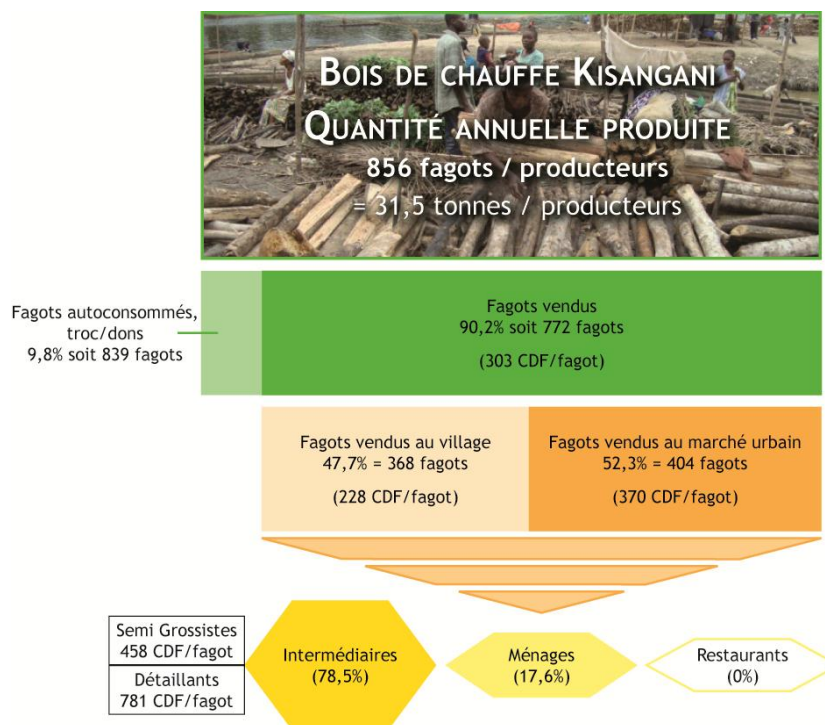 BOIS DE CHAUFFE KISANGANI
QUANTITÉ ANNUELLE PRODUITE
856 fagots / producteurs
= 31,5 tonnes / producteurs
Fagots autoconsommés,
troc/dons
9,8% soit 839 fagots
Fagots vendus
90,2% soit 772 fagots
(303 CDF/fagot)
Fagots vendus au village
47,7% = 368 fagots
(228 CDF/fagot)
Fagots vendus au marché urbain
52,3% = 404 fagots
(370 CDF/fagot)
Semi Grossistes
458 CDF/fagot
Détaillants
781 CDF/fagot
Intermédiaires
(78,5%)
Ménages
(17,6%)
Restaurants
(0%)